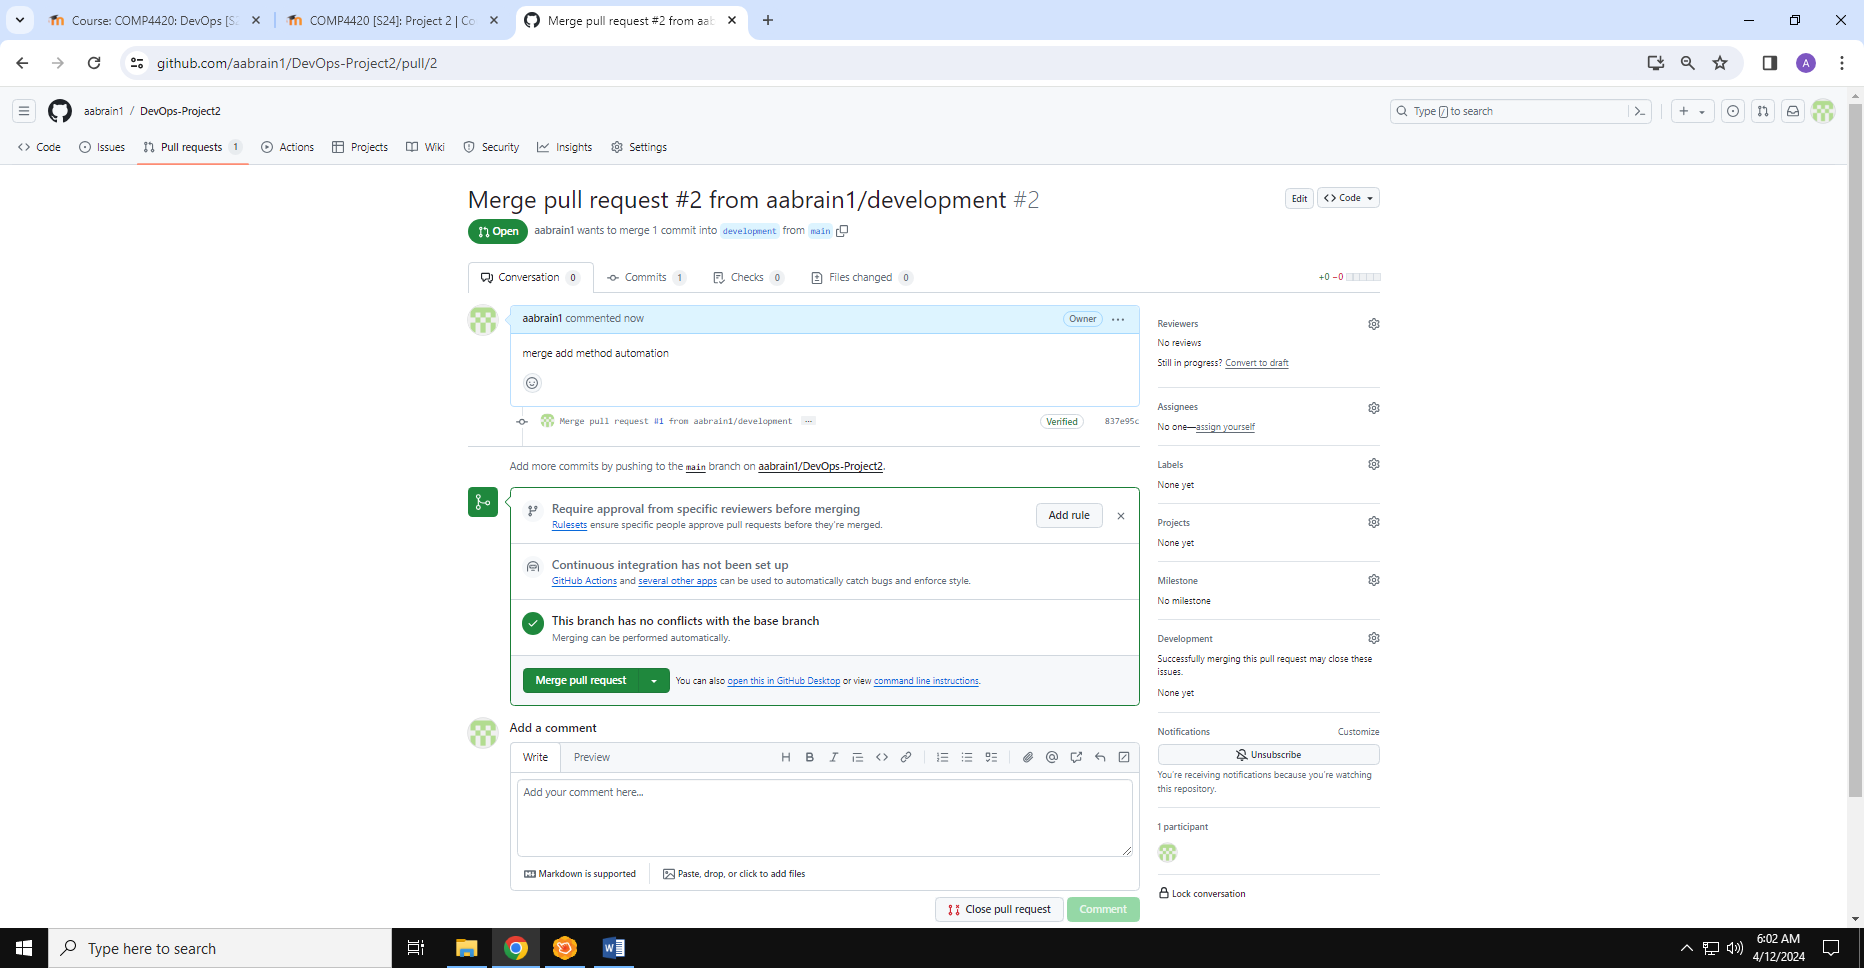 Course: COMP4420: DevOps [S2
COMP4420 [S24]: Project 2 | Co
Merge pull request #2 from aab
github.com/aabrain1/DevOps-Project2/pull/2
A
aabrain1 / DevOps-Project2
Type / to search
Code
Issues
Pull requests 1
Actions
Projects
Wiki
Security
Insights
Settings
Merge pull request #2 from aabrain1/development #2
Edit
<> Code
Open
aabrain1 wants to merge 1 commit into development from main
Conversation 0
Commits 1
Checks 0
Files changed 0
+0 −0
aabrain1 commented now
Owner
merge add method automation
Merge pull request #1 from aabrain1/development
Verified
837e95c
Add more commits by pushing to the main branch on aabrain1/DevOps-Project2.
Require approval from specific reviewers before merging
Rulesets ensure specific people approve pull requests before they're merged.
Add rule
Continuous integration has not been set up
GitHub Actions and several other apps can be used to automatically catch bugs and enforce style.
This branch has no conflicts with the base branch
Merging can be performed automatically.
Merge pull request
You can also open this in GitHub Desktop or view command line instructions.
Add a comment
Write
Preview
H B I
Add your comment here...
Markdown is supported
Paste, drop, or click to add files
Close pull request
Comment
Reviewers
No reviews
Still in progress? Convert to draft
Assignees
No one—assign yourself
Labels
None yet
Projects
None yet
Milestone
No milestone
Development
Successfully merging this pull request may close these
issues.
None yet
Notifications
Customize
Unsubscribe
You're receiving notifications because you're watching
this repository.
1 participant
Lock conversation
Type here to search
W
6:02 AM
4/12/2024